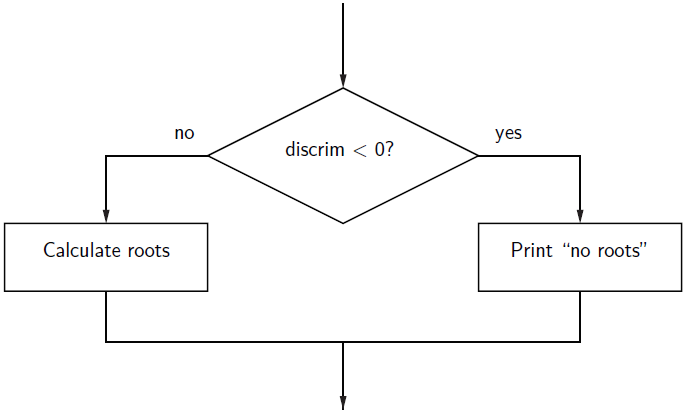 no
discrim < 0?
yes
Calculate roots
Print “no roots”